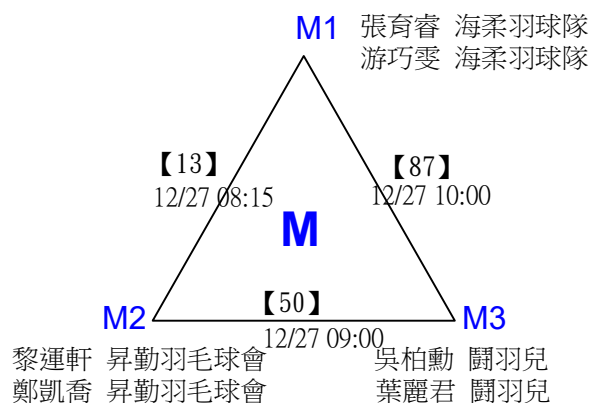 M1 張育睿 海柔羽球隊
游巧雯 海柔羽球隊
【13】 【87】
12/27 08:15 12/27 10:00
M
【50】
M2 M3
12/27 09:00
黎運軒 昇勤羽毛球會 吳柏勳 鬪羽兒
鄭凱喬 昇勤羽毛球會 葉麗君 鬪羽兒